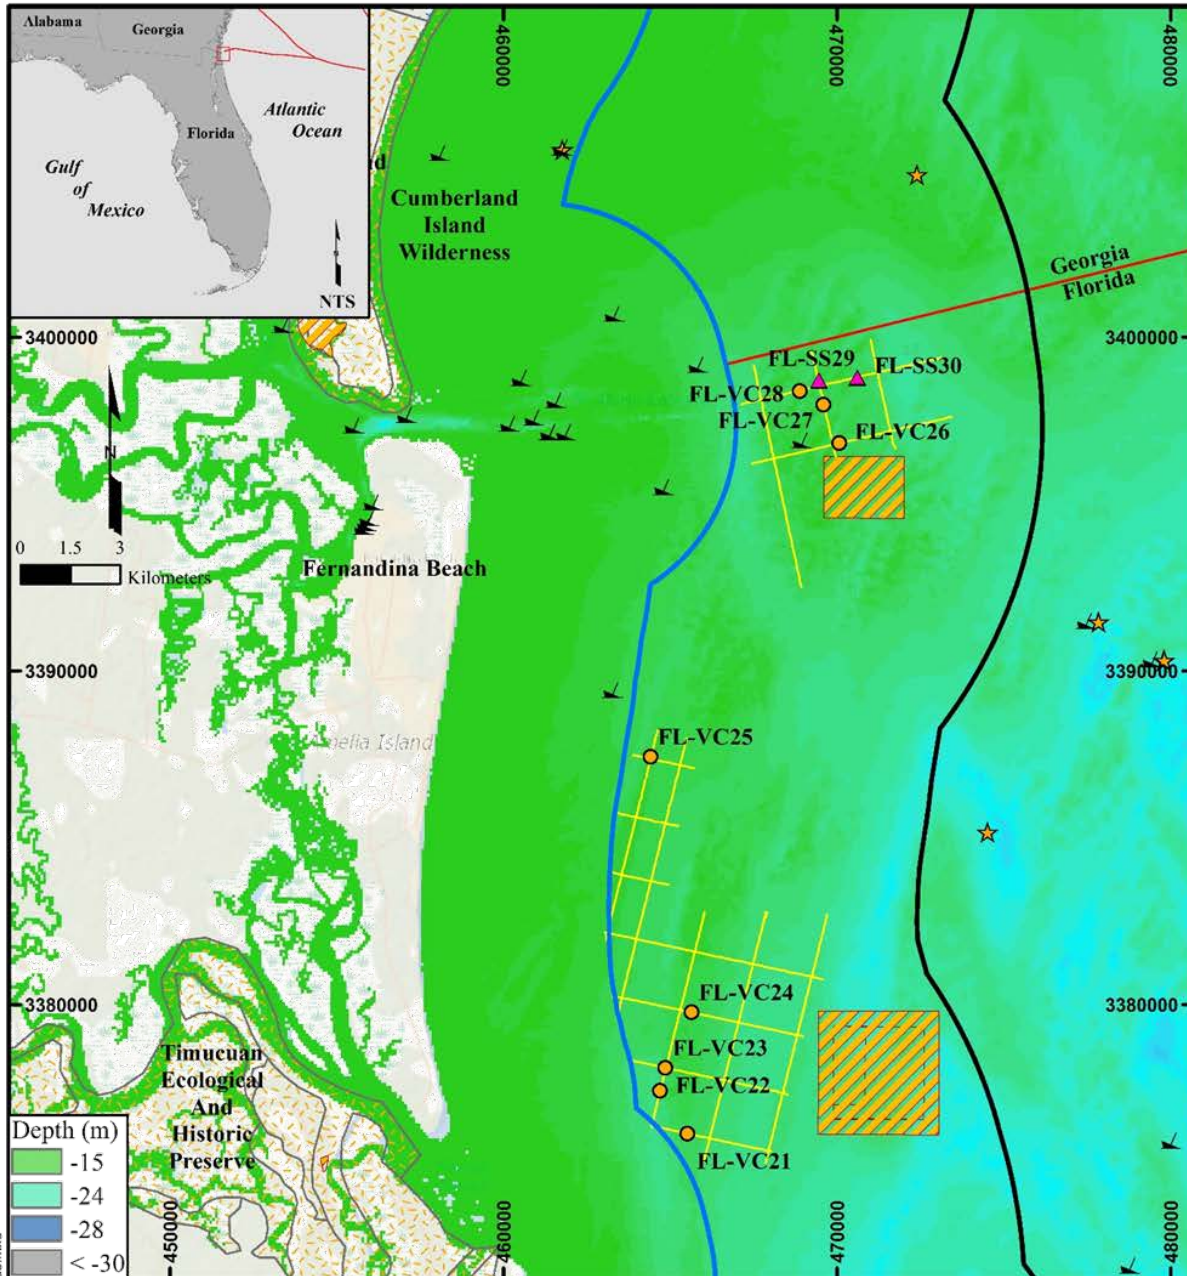 Alabama
Georgia
Atlantic
Ocean
Florida
Gulf
of
Mexico
NTS
460000
470000
480000
Cumberland
Island
Wilderness
Georgia
Florida
3400000
3400000
FL-SS29
FL-SS30
FL-VC28
FL-VC27
FL-VC26
N
0 1.5 3
Kilometers
Fernandina Beach
3390000
3390000
FL-VC25
Amelia Island
3380000
3380000
FL-VC24
FL-VC23
FL-VC22
FL-VC21
Timucuan
Ecological
And
Historic
Preserve
Depth (m)
-15
-24
-28
< -30
450000
460000
470000
480000